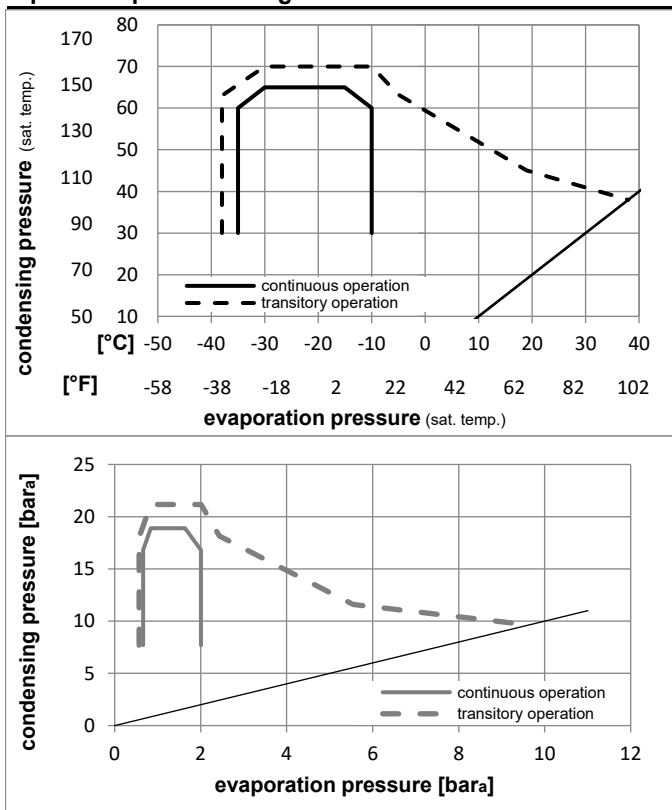 170 80
150 70
130 60
110 50
90 40
70 30
50 20
10
condensing pressure (sat. temp.)
continuous operation
transitory operation
[°C] -50 -40 -30 -20 -10 0 10 20 30 40
[°F] -58 -38 -18 2 22 42 62 82 102
evaporation pressure (sat. temp.)
25
20
15
10
5
0
condensing pressure [bara]
continuous operation
transitory operation
0 2 4 6 8 10 12
evaporation pressure [bara]